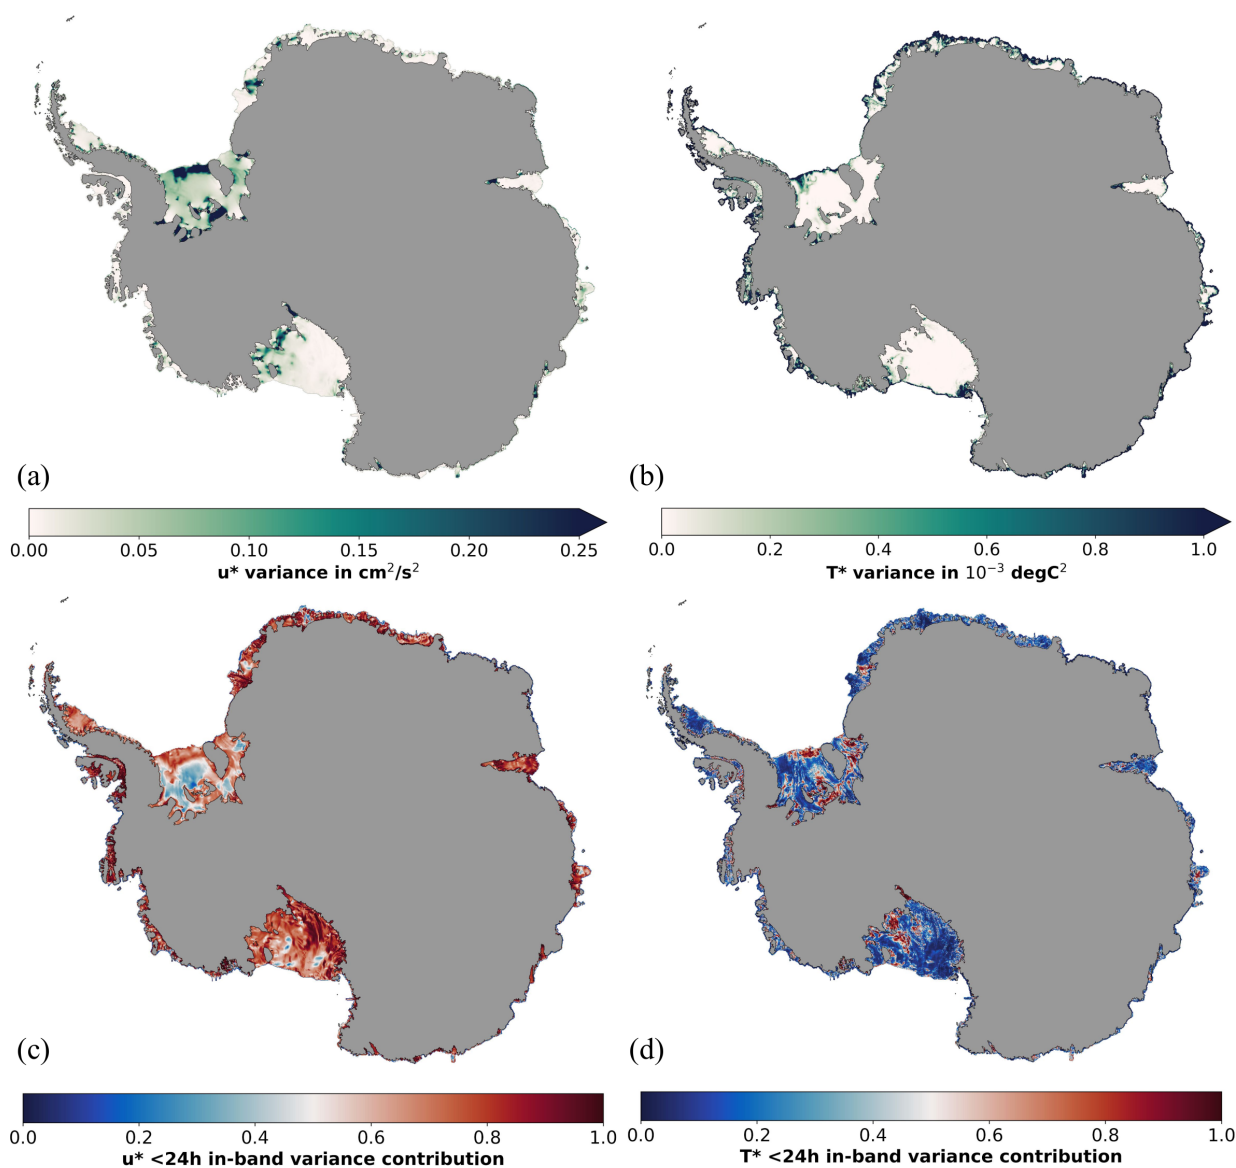 (a)
(b)
0.00 0.05 0.10 0.15 0.20 0.25
u* variance in cm²/s²
0.0 0.2 0.4 0.6 0.8 1.0
T* variance in 10⁻³ degC²
(c)
(d)
0.0 0.2 0.4 0.6 0.8 1.0
u* <24h in-band variance contribution
0.0 0.2 0.4 0.6 0.8 1.0
T* <24h in-band variance contribution